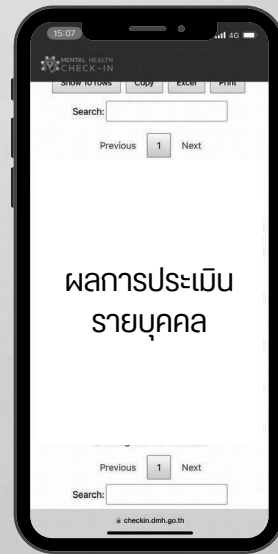 15:07
4G
MENTAL HEALTH
CHECK-IN
Show 10 rows Copy Excel Print
Search:
Previous 1 Next
ผลการประเมิน
รายบุคคล
Previous 1 Next
Search:
checkin.dmh.go.th